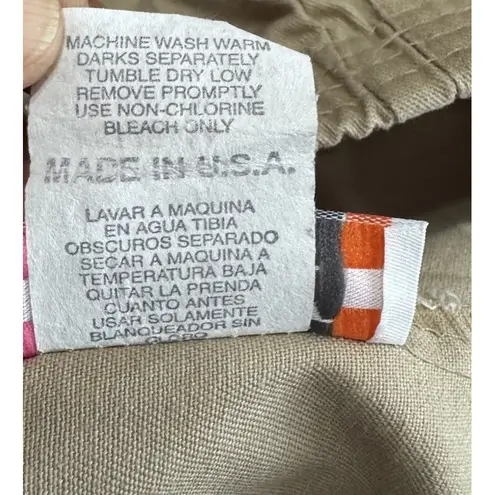 MACHINE WASH WARM
DARKS SEPARATELY
TUMBLE DRY LOW
REMOVE PROMPTLY
USE NON-CHLORINE
BLEACH ONLY
MADE IN U.S.A.
LAVAR A MAQUINA
EN AGUA TIBIA
OBSCUROS SEPARADO
SECAR A MAQUINA A
TEMPERATURA BAJA
QUITAR LA PRENDA
CUANTO ANTES
USAR SOLAMENTE
BLANQUEADOR SIN
CLORO